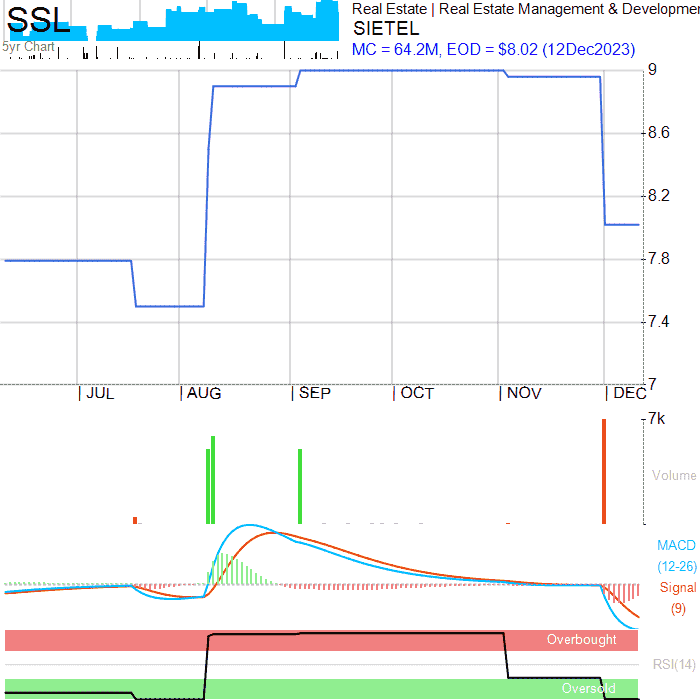 SSL
5yr Chart
Real Estate | Real Estate Management & Developmen
SIETEL
MC = 64.2M, EOD = $8.02 (12Dec2023)
9
8.6
8.2
7.8
7.4
7
JUL AUG SEP OCT NOV DEC
7k
Volume
MACD
(12-26)
Signal
(9)
Overbought
RSI(14)
Oversold